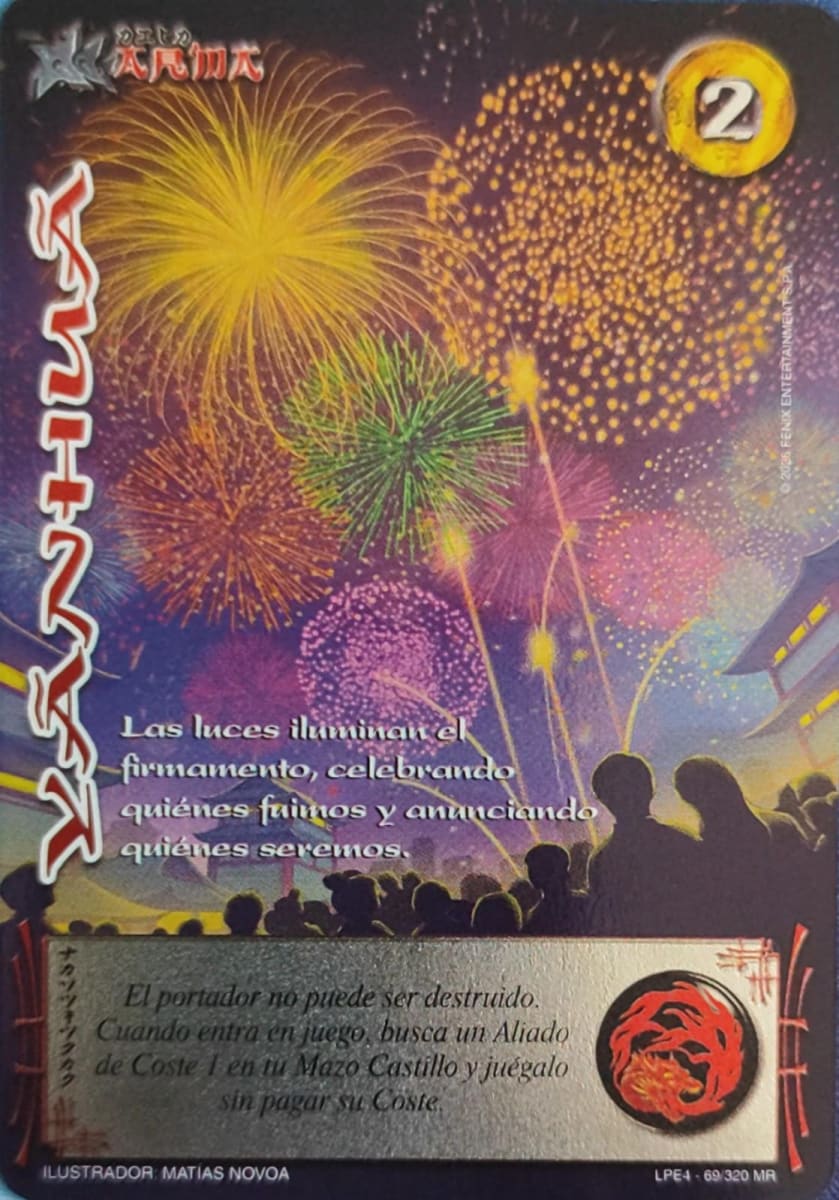 ARMA
2
YĀNHUĀ
© 2025 FENIX ENTERTAINMENT S.P.A.
Las luces iluminan el
firmamento, celebrando
quiénes fuimos y anunciando
quiénes seremos.
El portador no puede ser destruido.
Cuando entra en juego, busca un Aliado
de Coste 1 en tu Mazo Castillo y juégalo
sin pagar su Coste.
ILUSTRADOR: MATÍAS NOVOA
LPE4 - 69/320 MR